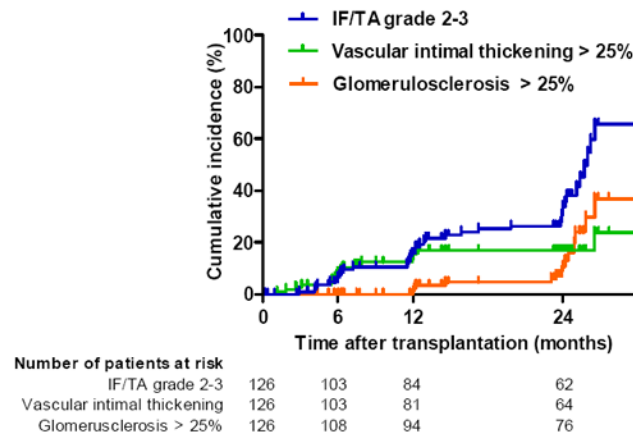 IF/TA grade 2-3
Vascular intimal thickening > 25%
Glomerulosclerosis > 25%
Cumulative incidence (%)
100
80
60
40
20
0
0 6 12 24
Time after transplantation (months)
Number of patients at risk
IF/TA grade 2-3 126 103 84 62
Vascular intimal thickening 126 103 81 64
Glomerusclerosis > 25% 126 108 94 76